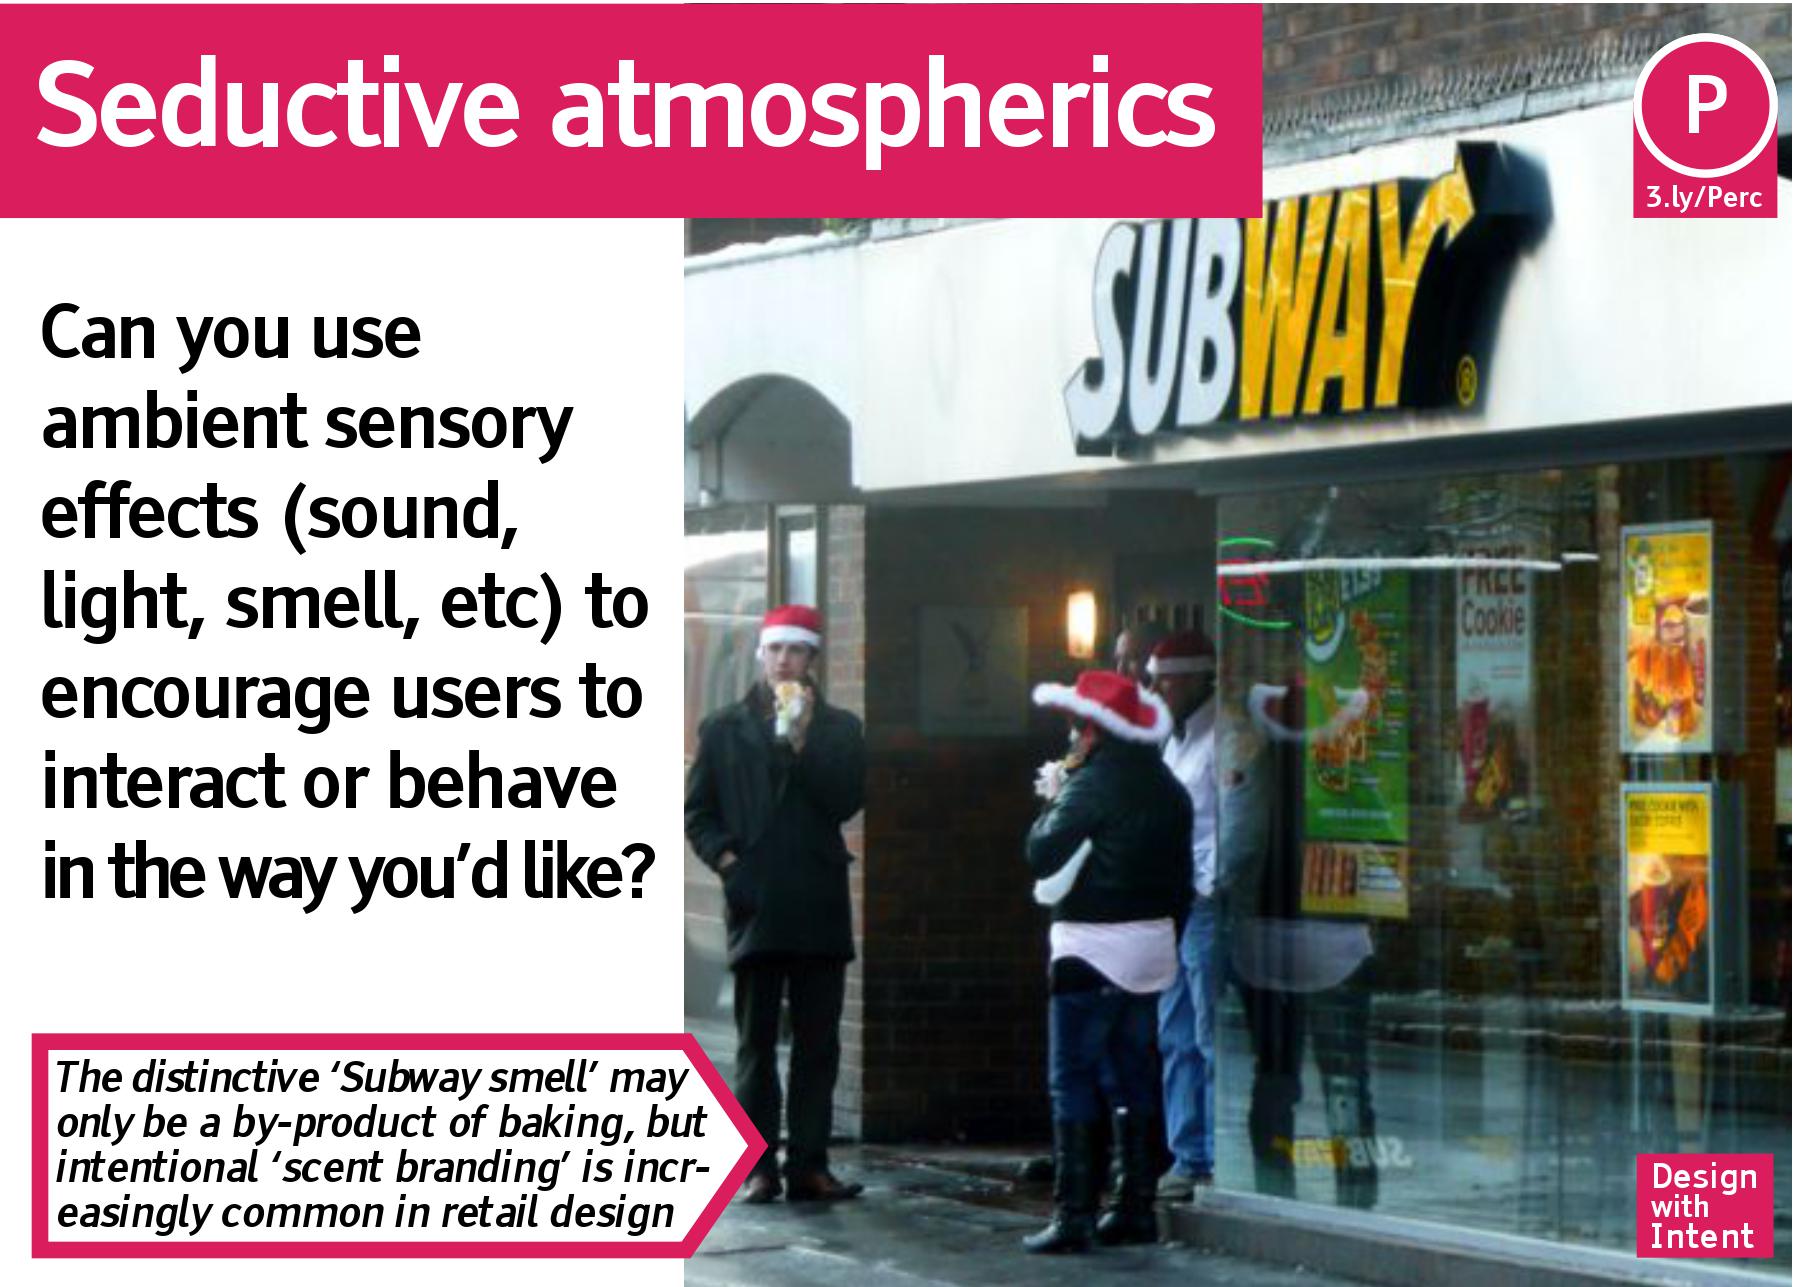 Seductive atmospherics
P
3.ly/Perc
Can you use
ambient sensory
effects (sound,
light, smell, etc) to
encourage users to
interact or behave
in the way you’d like?
SUBWAY®
FREE
Cookie
The distinctive ‘Subway smell’ may
only be a by-product of baking, but
intentional ‘scent branding’ is incr-
easingly common in retail design
Design
with
Intent